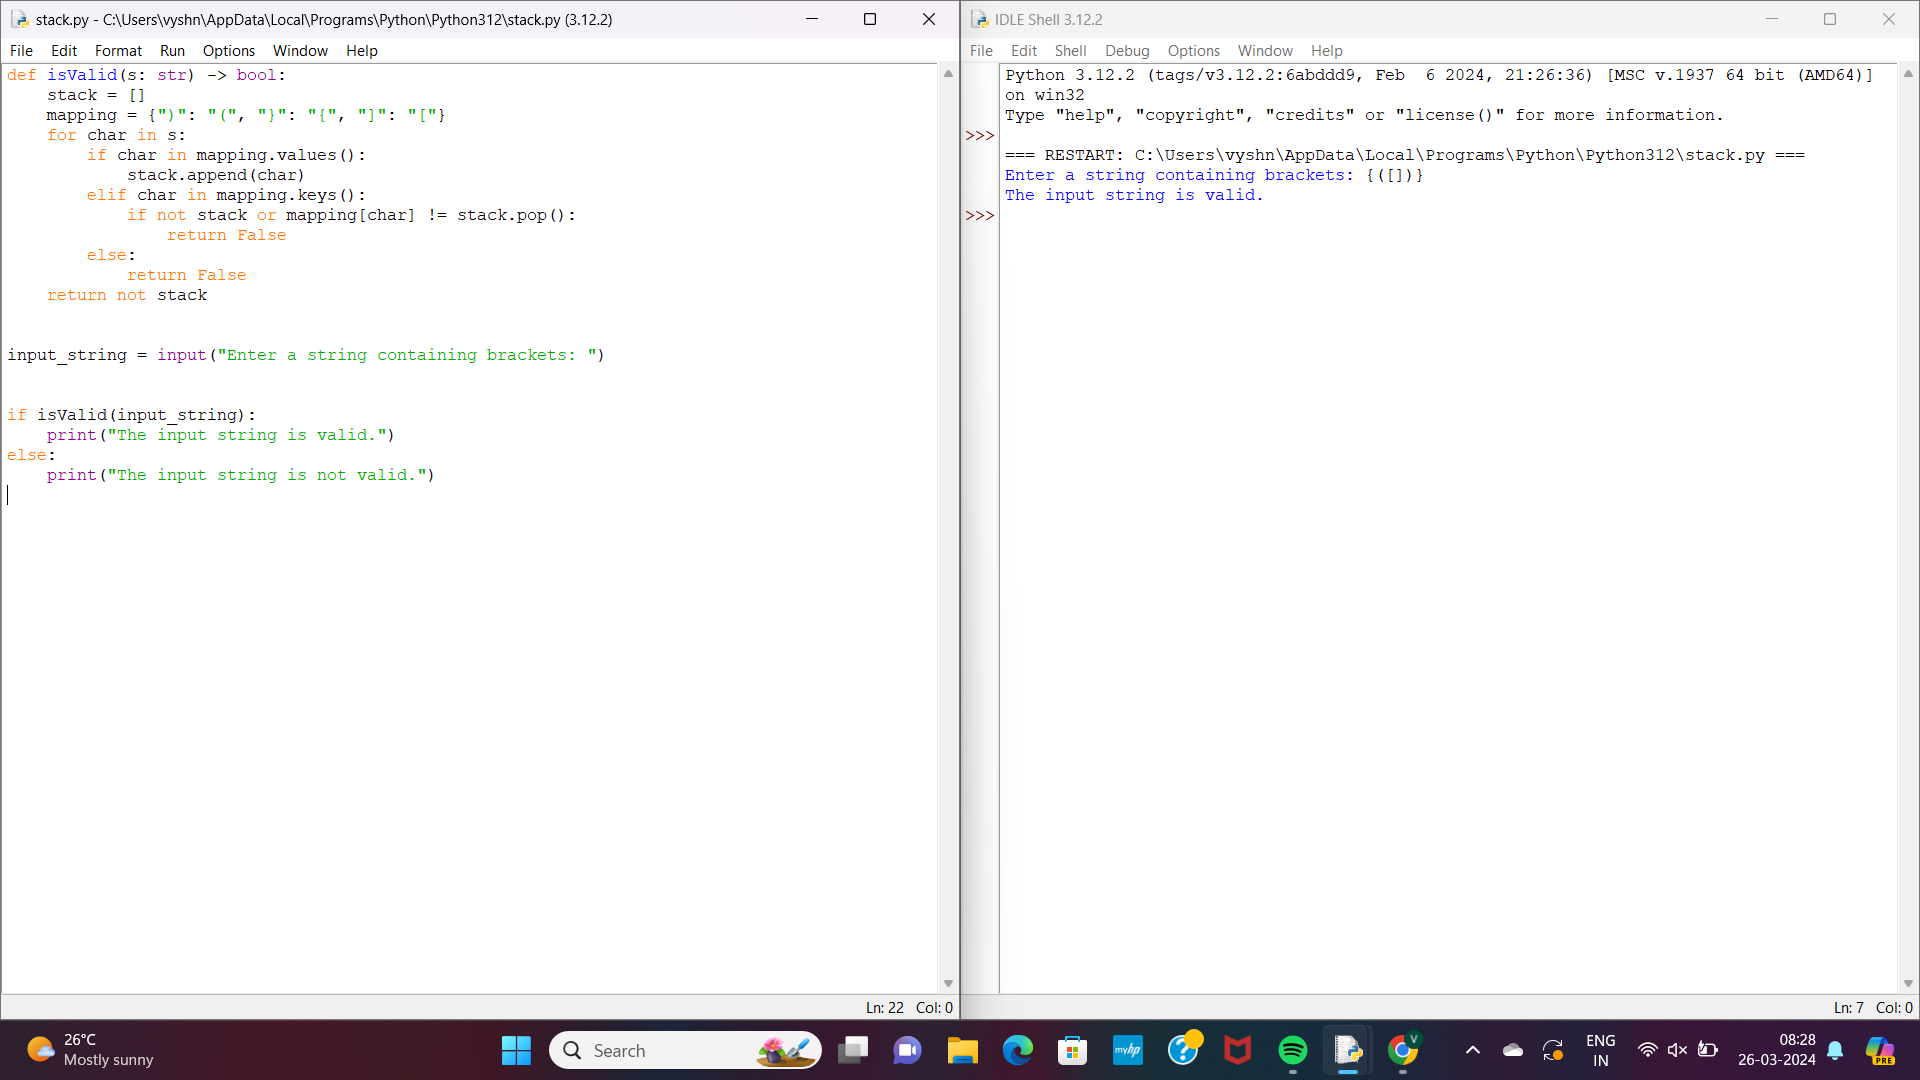 stack.py - C:\Users\vyshn\AppData\Local\Programs\Python\Python312\stack.py (3.12.2)
File Edit Format Run Options Window Help
def isValid(s: str) -> bool:
    stack = []
    mapping = {")": "(", "}": "{", "]": "["}
    for char in s:
        if char in mapping.values():
            stack.append(char)
        elif char in mapping.keys():
            if not stack or mapping[char] != stack.pop():
                return False
        else:
            return False
    return not stack
input_string = input("Enter a string containing brackets: ")
if isValid(input_string):
    print("The input string is valid.")
else:
    print("The input string is not valid.")
Ln: 22 Col: 0
IDLE Shell 3.12.2
File Edit Shell Debug Options Window Help
Python 3.12.2 (tags/v3.12.2:6abddd9, Feb  6 2024, 21:26:36) [MSC v.1937 64 bit (AMD64)]
on win32
Type "help", "copyright", "credits" or "license()" for more information.
>>>
=== RESTART: C:\Users\vyshn\AppData\Local\Programs\Python\Python312\stack.py ===
Enter a string containing brackets: {([])}
The input string is valid.
>>>
Ln: 7 Col: 0
26°C
Mostly sunny
Search
myhp
V
ENG
IN
08:28
26-03-2024
PRE